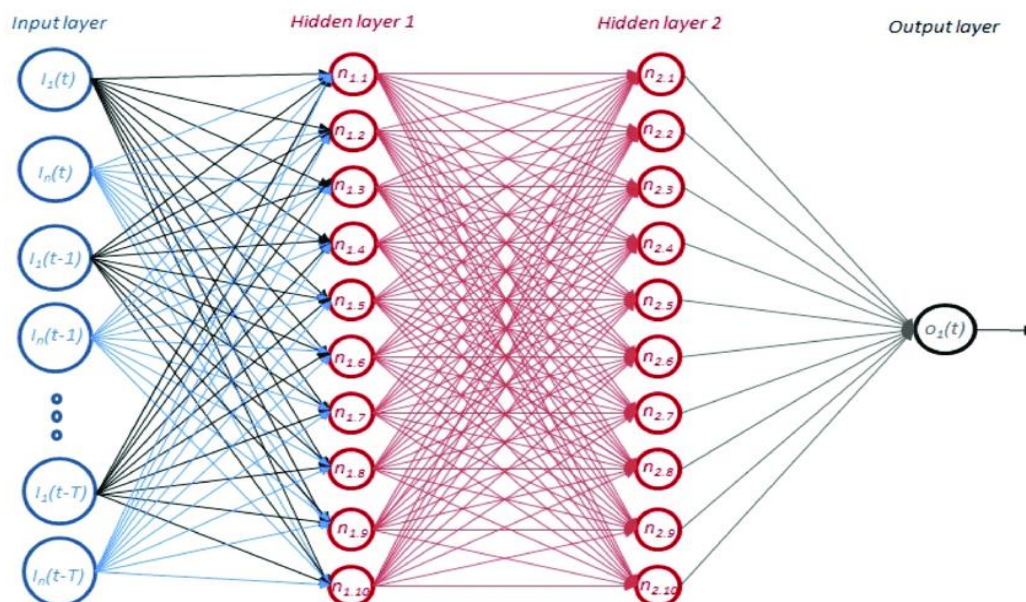 Input layer
Hidden layer 1
Hidden layer 2
Output layer
I₁(t)
Iₙ(t)
I₁(t-1)
Iₙ(t-1)
I₁(t-T)
Iₙ(t-T)
n₁.₁
n₁.₂
n₁.₃
n₁.₄
n₁.₅
n₁.₆
n₁.₇
n₁.₈
n₁.₉
n₁.₁₀
n₂.₁
n₂.₂
n₂.₃
n₂.₄
n₂.₅
n₂.₆
n₂.₇
n₂.₈
n₂.₉
n₂.₁₀
o₁(t)